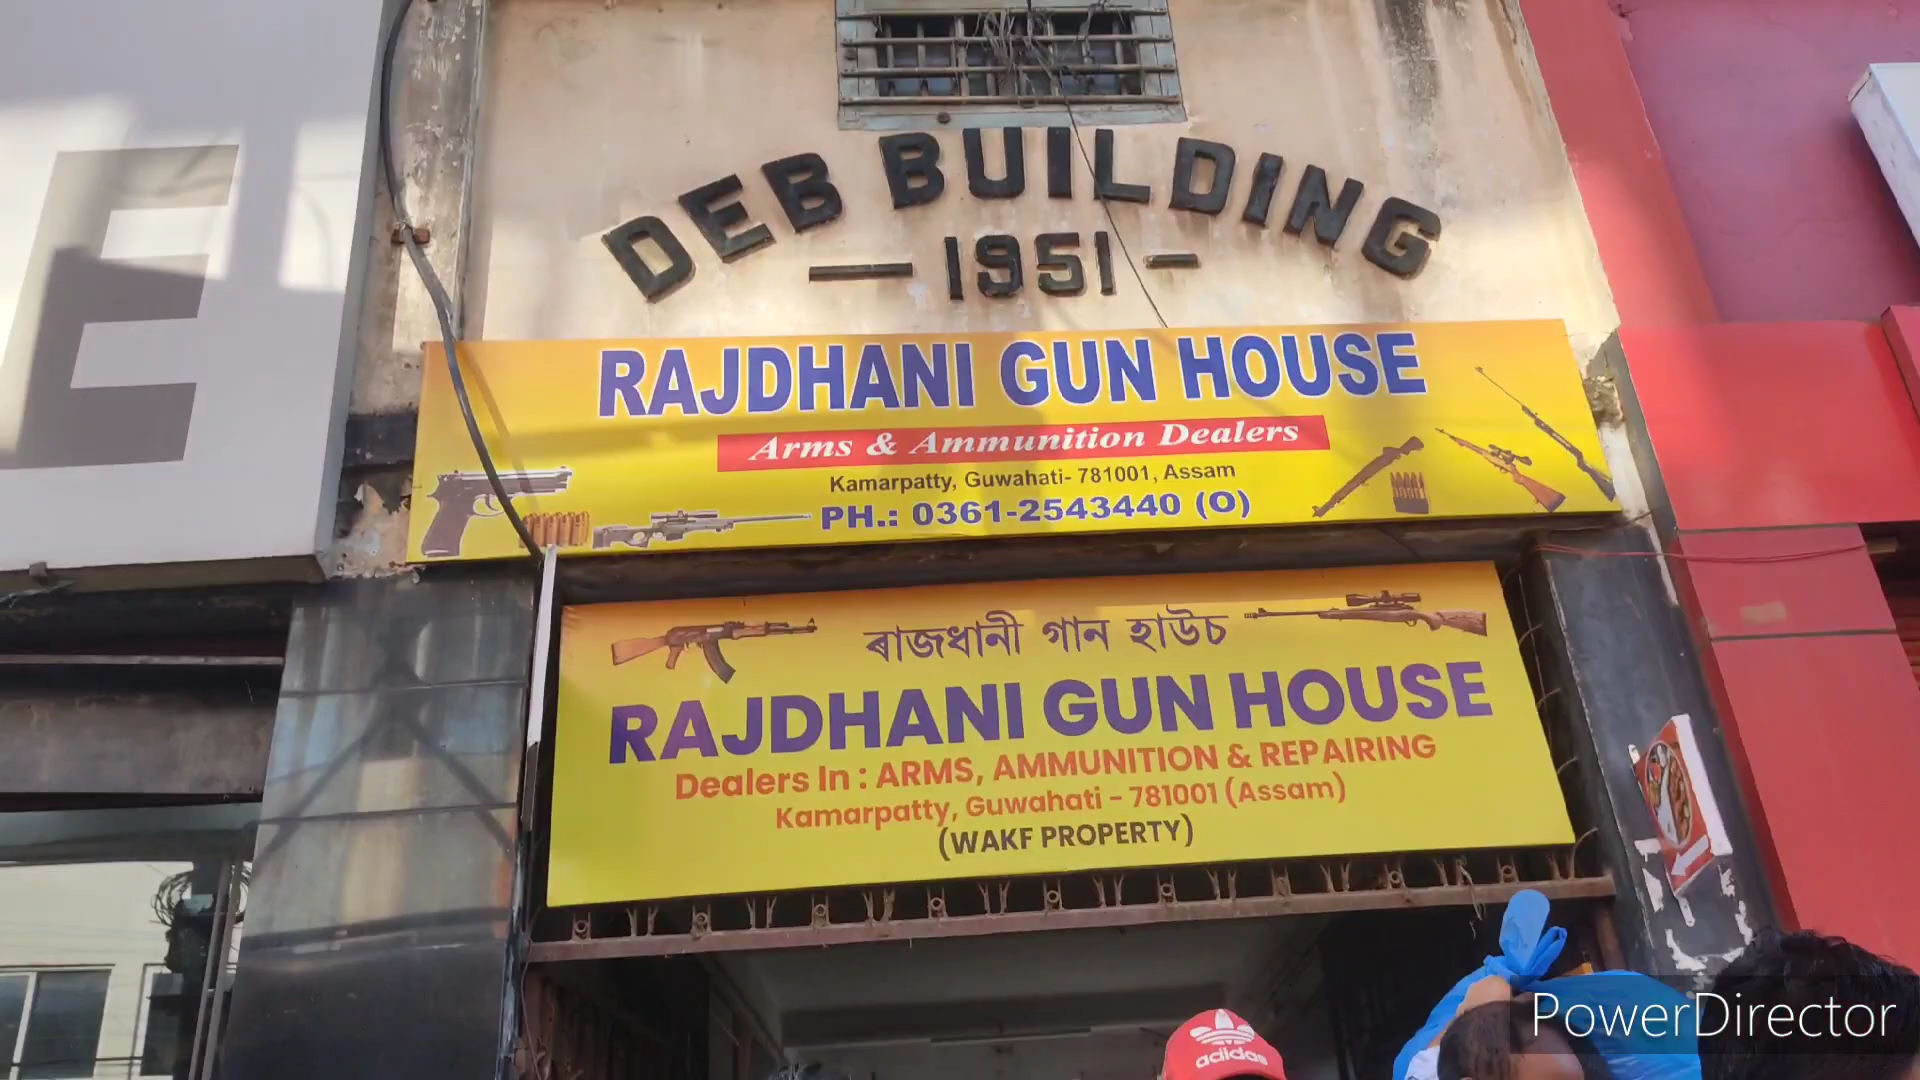 E
DEB BUILDING
— 1951 —
RAJDHANI GUN HOUSE
Arms & Ammunition Dealers
Kamarpatty, Guwahati- 781001, Assam
PH.: 0361-2543440 (O)
ৰাজধানী গান হাউচ
RAJDHANI GUN HOUSE
Dealers In : ARMS, AMMUNITION & REPAIRING
Kamarpatty, Guwahati - 781001 (Assam)
(WAKF PROPERTY)
adidas
PowerDirector